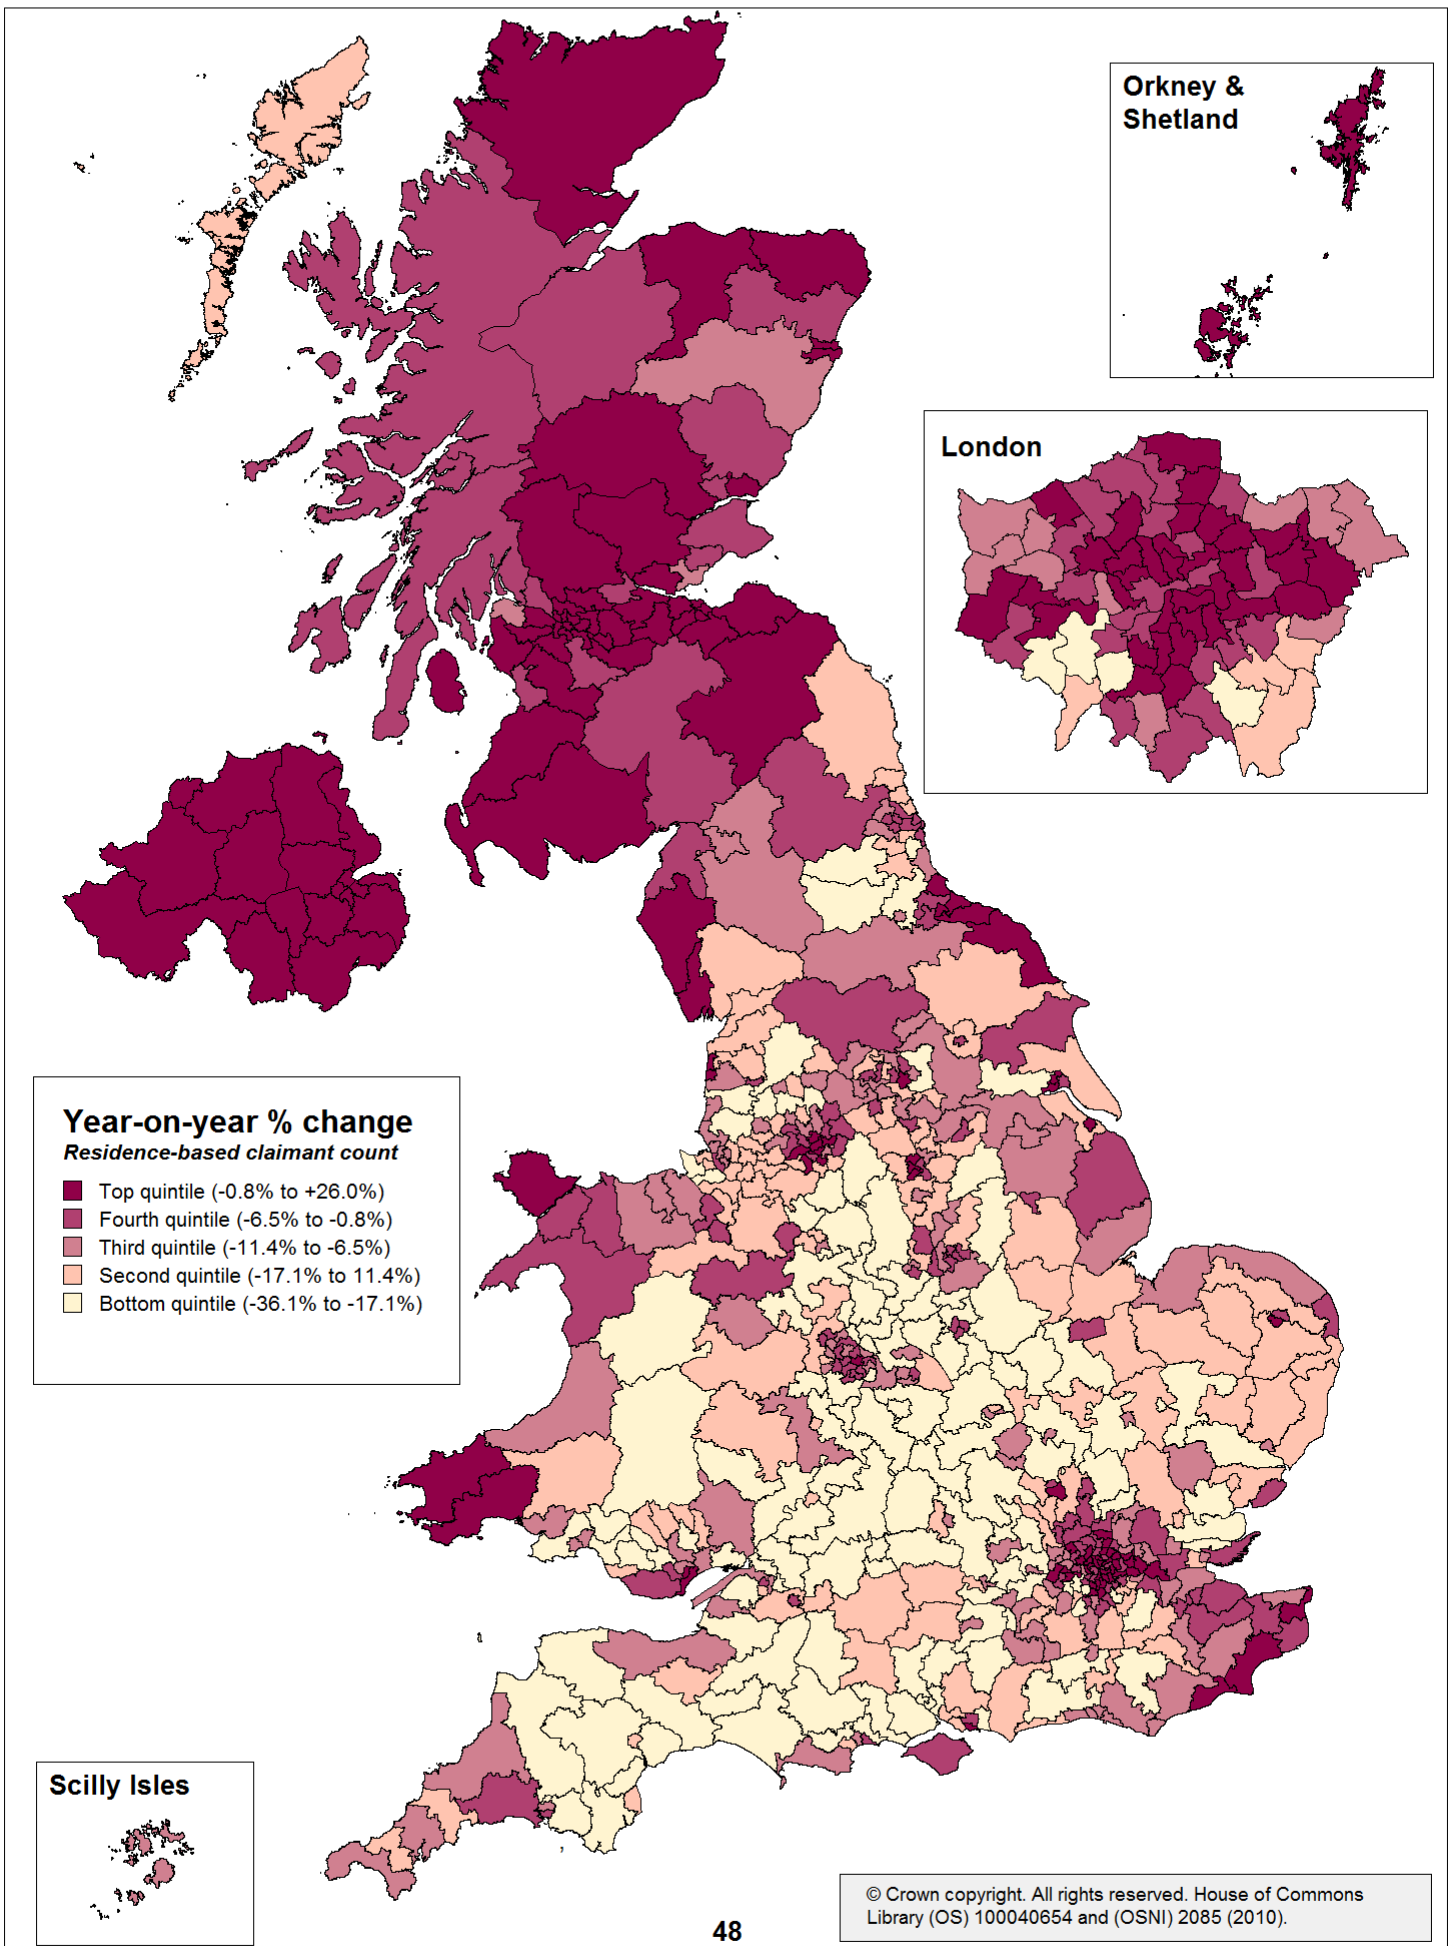 Orkney &
Shetland
London
Year-on-year % change
Residence-based claimant count
Top quintile (-0.8% to +26.0%)
Fourth quintile (-6.5% to -0.8%)
Third quintile (-11.4% to -6.5%)
Second quintile (-17.1% to 11.4%)
Bottom quintile (-36.1% to -17.1%)
Scilly Isles
© Crown copyright. All rights reserved. House of Commons
Library (OS) 100040654 and (OSNI) 2085 (2010).
48